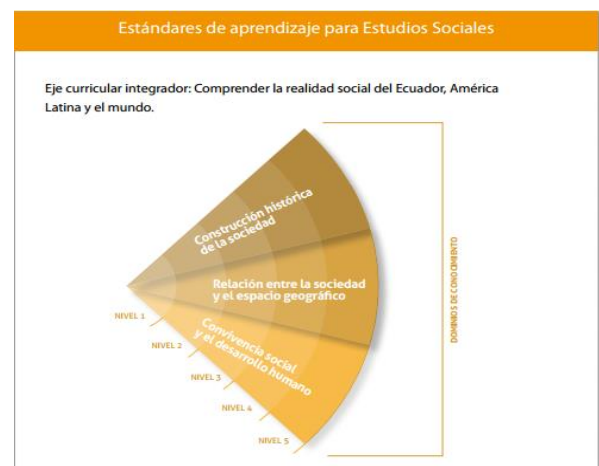 Estándares de aprendizaje para Estudios Sociales
Eje curricular integrador: Comprender la realidad social del Ecuador, América
Latina y el mundo.
Construcción histórica
de la sociedad
Relación entre la sociedad
y el espacio geográfico
Convivencia social
y el desarrollo humano
NIVEL 1
NIVEL 2
NIVEL 3
NIVEL 4
NIVEL 5
DOMINIOS DE CONOCIMIENTO